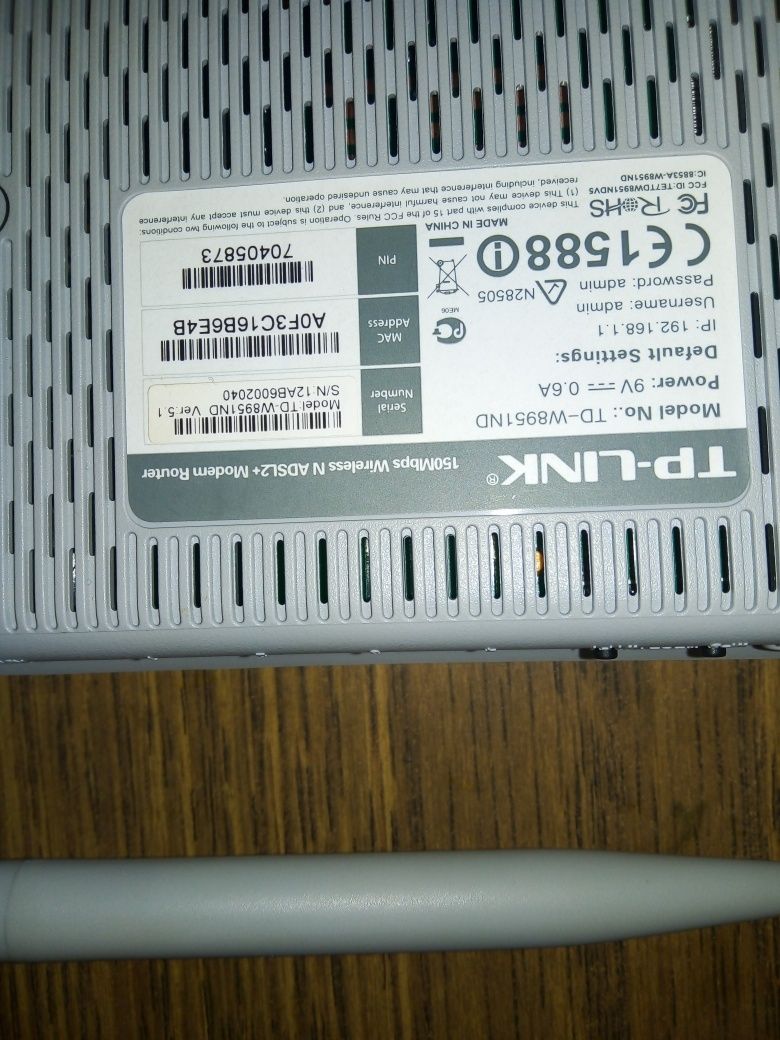 TP-LINK® 150Mbps Wireless N ADSL2+ Modem Router
Model No.: TD-W8951ND
Power: 9V ⎓ 0.6A
Default Settings:
IP: 192.168.1.1
Username: admin
Password: admin
N28505
ME06
CE1588
MADE IN CHINA
FC RoHS
FCC ID:TE7TDW8951NDV5
IC:8853A-W8951ND
Serial Number
Model:TD-W8951ND Ver:5.1
S/N:12AB6002040
MAC Address
A0F3C16B6E4B
PIN
70405873
This device complies with part 15 of the FCC Rules. Operation is subject to the following two conditions:
(1) This device may not cause harmful interference, and (2) this device must accept any interference
received, including interference that may cause undesired operation.